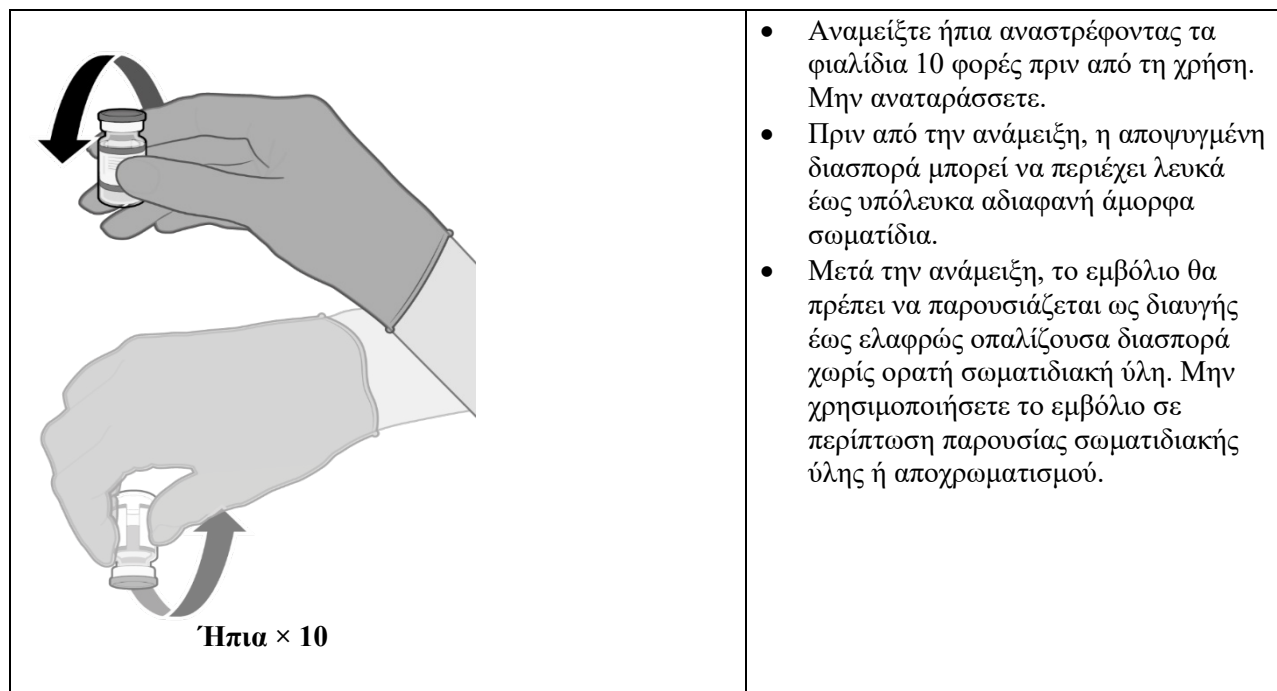 Ήπια × 10
• Αναμείξτε ήπια αναστρέφοντας τα
φιαλίδια 10 φορές πριν από τη χρήση.
Μην αναταράσσετε.
• Πριν από την ανάμειξη, η αποψυγμένη
διασπορά μπορεί να περιέχει λευκά
έως υπόλευκα αδιαφανή άμορφα
σωματίδια.
• Μετά την ανάμειξη, το εμβόλιο θα
πρέπει να παρουσιάζεται ως διαυγής
έως ελαφρώς οπαλίζουσα διασπορά
χωρίς ορατή σωματιδιακή ύλη. Μην
χρησιμοποιήσετε το εμβόλιο σε
περίπτωση παρουσίας σωματιδιακής
ύλης ή αποχρωματισμού.